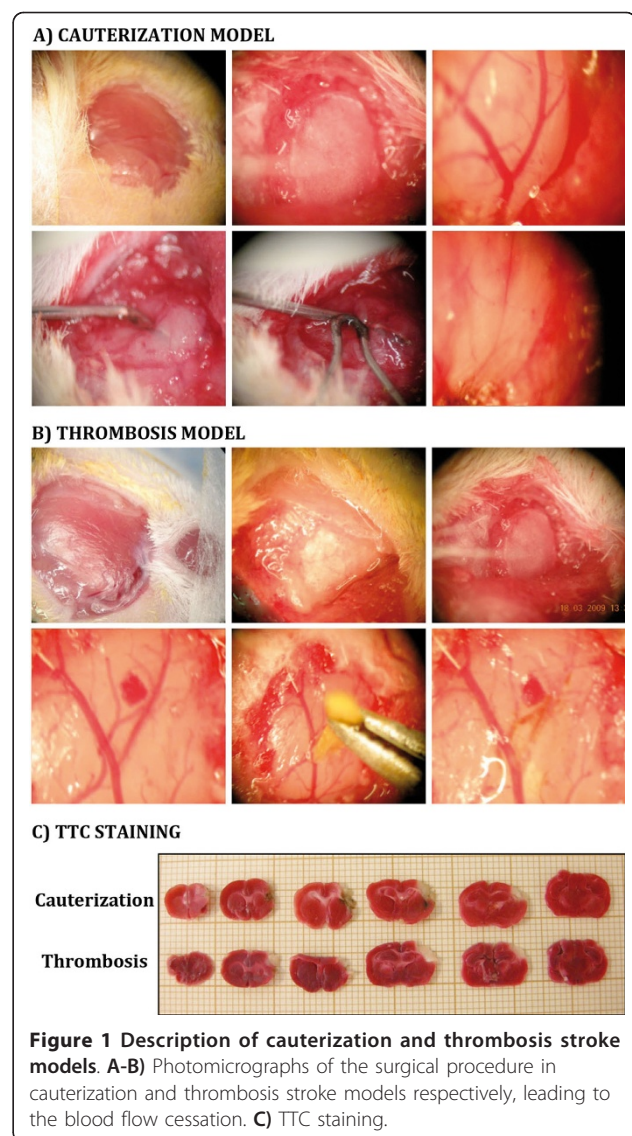 A) CAUTERIZATION MODEL
B) THROMBOSIS MODEL
18 03 2009 13
C) TTC STAINING
Cauterization
Thrombosis
Figure 1 Description of cauterization and thrombosis stroke
models. A-B) Photomicrographs of the surgical procedure in
cauterization and thrombosis stroke models respectively, leading to
the blood flow cessation. C) TTC staining.